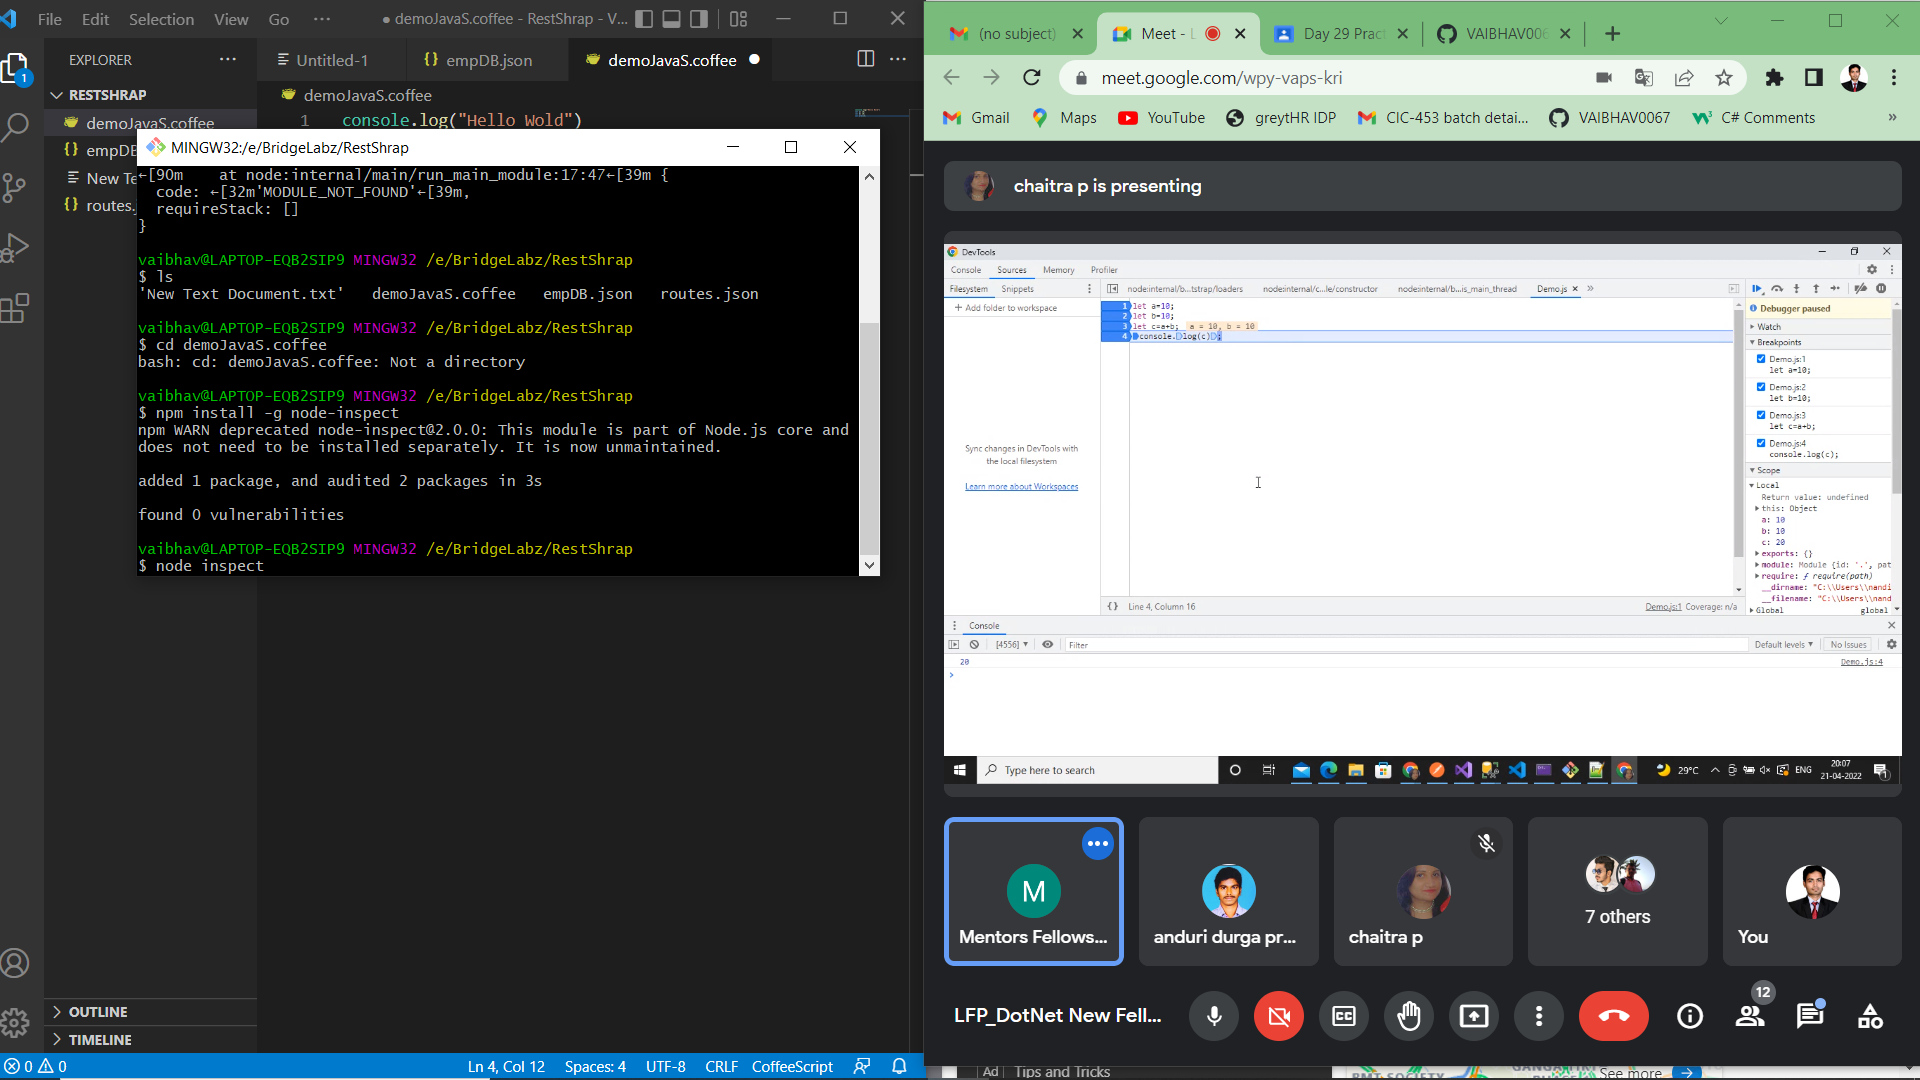 File Edit Selection View Go ··· ● demoJavaS.coffee - RestShrap - V...
EXPLORER ···
RESTSHRAP
demoJavaS.coffee
{} empDB
New Te
{} routes.
Untitled-1
{} empDB.json
demoJavaS.coffee ●
demoJavaS.coffee
1 console.log("Hello Wold")
MINGW32:/e/BridgeLabz/RestShrap
←[90m    at node:internal/main/run_main_module:17:47←[39m {
code: ←[32m'MODULE_NOT_FOUND'←[39m,
requireStack: []
}
vaibhav@LAPTOP-EQB2SIP9 MINGW32 /e/BridgeLabz/RestShrap
$ ls
'New Text Document.txt'   demoJavaS.coffee   empDB.json   routes.json
vaibhav@LAPTOP-EQB2SIP9 MINGW32 /e/BridgeLabz/RestShrap
$ cd demoJavaS.coffee
bash: cd: demoJavaS.coffee: Not a directory
vaibhav@LAPTOP-EQB2SIP9 MINGW32 /e/BridgeLabz/RestShrap
$ npm install -g node-inspect
npm WARN deprecated node-inspect@2.0.0: This module is part of Node.js core and
does not need to be installed separately. It is now unmaintained.
added 1 package, and audited 2 packages in 3s
found 0 vulnerabilities
vaibhav@LAPTOP-EQB2SIP9 MINGW32 /e/BridgeLabz/RestShrap
$ node inspect
1
OUTLINE
TIMELINE
0 0
Ln 4, Col 12 Spaces: 4 UTF-8 CRLF CoffeeScript
(no subject)
Meet - L
Day 29 Pract
VAIBHAV006
meet.google.com/wpy-vaps-kri
Gmail Maps YouTube greytHR IDP CIC-453 batch detai... VAIBHAV0067 C# Comments »
chaitra p is presenting
DevTools
Console Sources Memory Profiler
Filesystem Snippets
nodeinternal/b...tstrap/loaders nodeinternal/c...le/constructor nodeinternal/b...is_main_thread Demo.js × »
+ Add folder to workspace
1 let a=10;
2 let b=10;
3 let c=a+b; a = 10, b = 10
4 console.log(c);
Sync changes in DevTools with
the local filesystem
Learn more about Workspaces
Debugger paused
Watch
Breakpoints
Demo.js:1
let a=10;
Demo.js:2
let b=10;
Demo.js:3
let c=a+b;
Demo.js:4
console.log(c);
Scope
Local
Return value: undefined
this: Object
a: 10
b: 10
c: 20
exports: {}
module: Module {id: '.', pat
require: ƒ require(path)
__dirname: "C:\\Users\\nandi
__filename: "C:\\Users\\nand
Global global
{} Line 4, Column 16
Demo.js:1 Coverage: n/a
Console
[4556] ▾ Filter Default levels ▾ No Issues
20 Demo.js:4
Type here to search
29°C ENG
20:07
21-04-2022
M
Mentors Fellows...
anduri durga pr...
chaitra p
7 others
You
LFP_DotNet New Fell...
CC
12
Ad Tips and Tricks
See more